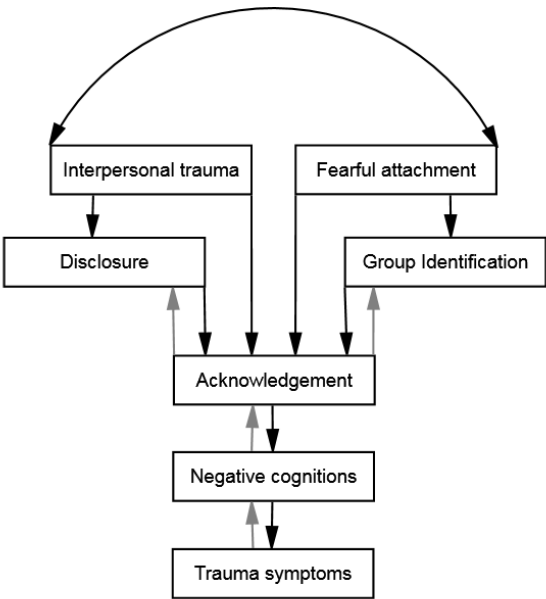 Interpersonal trauma
Fearful attachment
Disclosure
Group Identification
Acknowledgement
Negative cognitions
Trauma symptoms